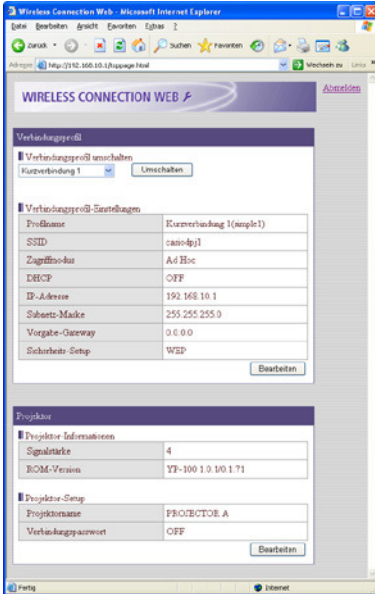 Wireless Connection Web - Microsoft Internet Explorer
Datei Bearbeiten Ansicht Favoriten Extras ?
Zurück Suchen Favoriten
Adresse http://192.168.10.1/toppage.html Wechseln zu Links
WIRELESS CONNECTION WEB
Abmelden
Verbindungsprofil
Verbindungsprofil umschalten
Kurzverbindung 1 Umschalten
Verbindungsprofil-Einstellungen
Profilname Kurzverbindung 1(simple1)
SSID casiodpj1
Zugriffmodus Ad Hoc
DHCP OFF
IP-Adresse 192.168.10.1
Subnetz-Maske 255.255.255.0
Vorgabe-Gateway 0.0.0.0
Sicherheits-Setup WEP
Bearbeiten
Projektor
Projektor-Informationen
Signalstärke 4
ROM-Version YP-100 1.0.1/0.1.71
Projektor-Setup
Projektorname PROJECTOR A
Verbindungspasswort OFF
Bearbeiten
Fertig Internet